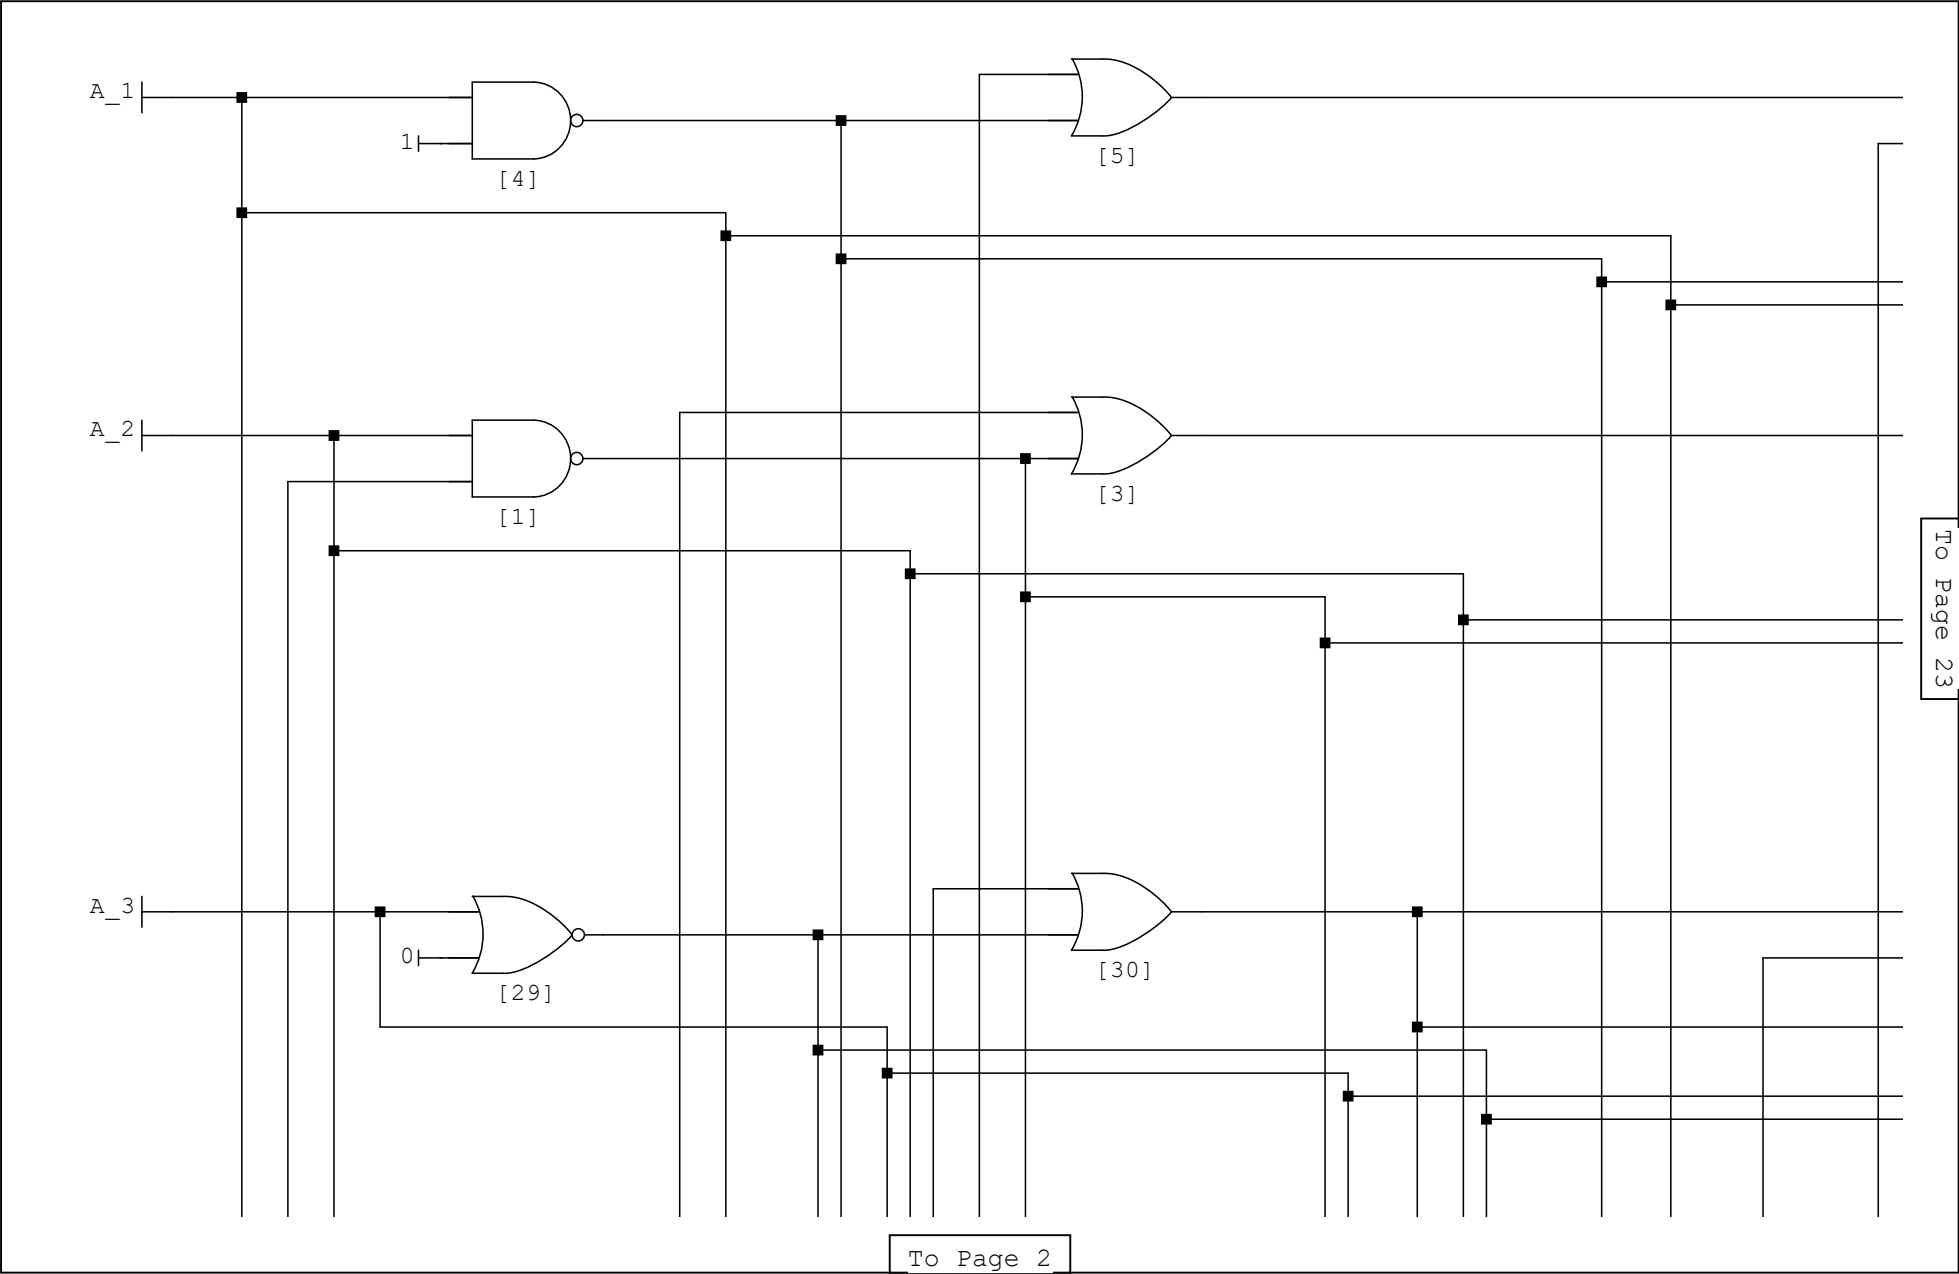 A_1
1
[4]
[5]
A_2
[1]
[3]
To Page 23
A_3
0
[29]
[30]
To Page 2